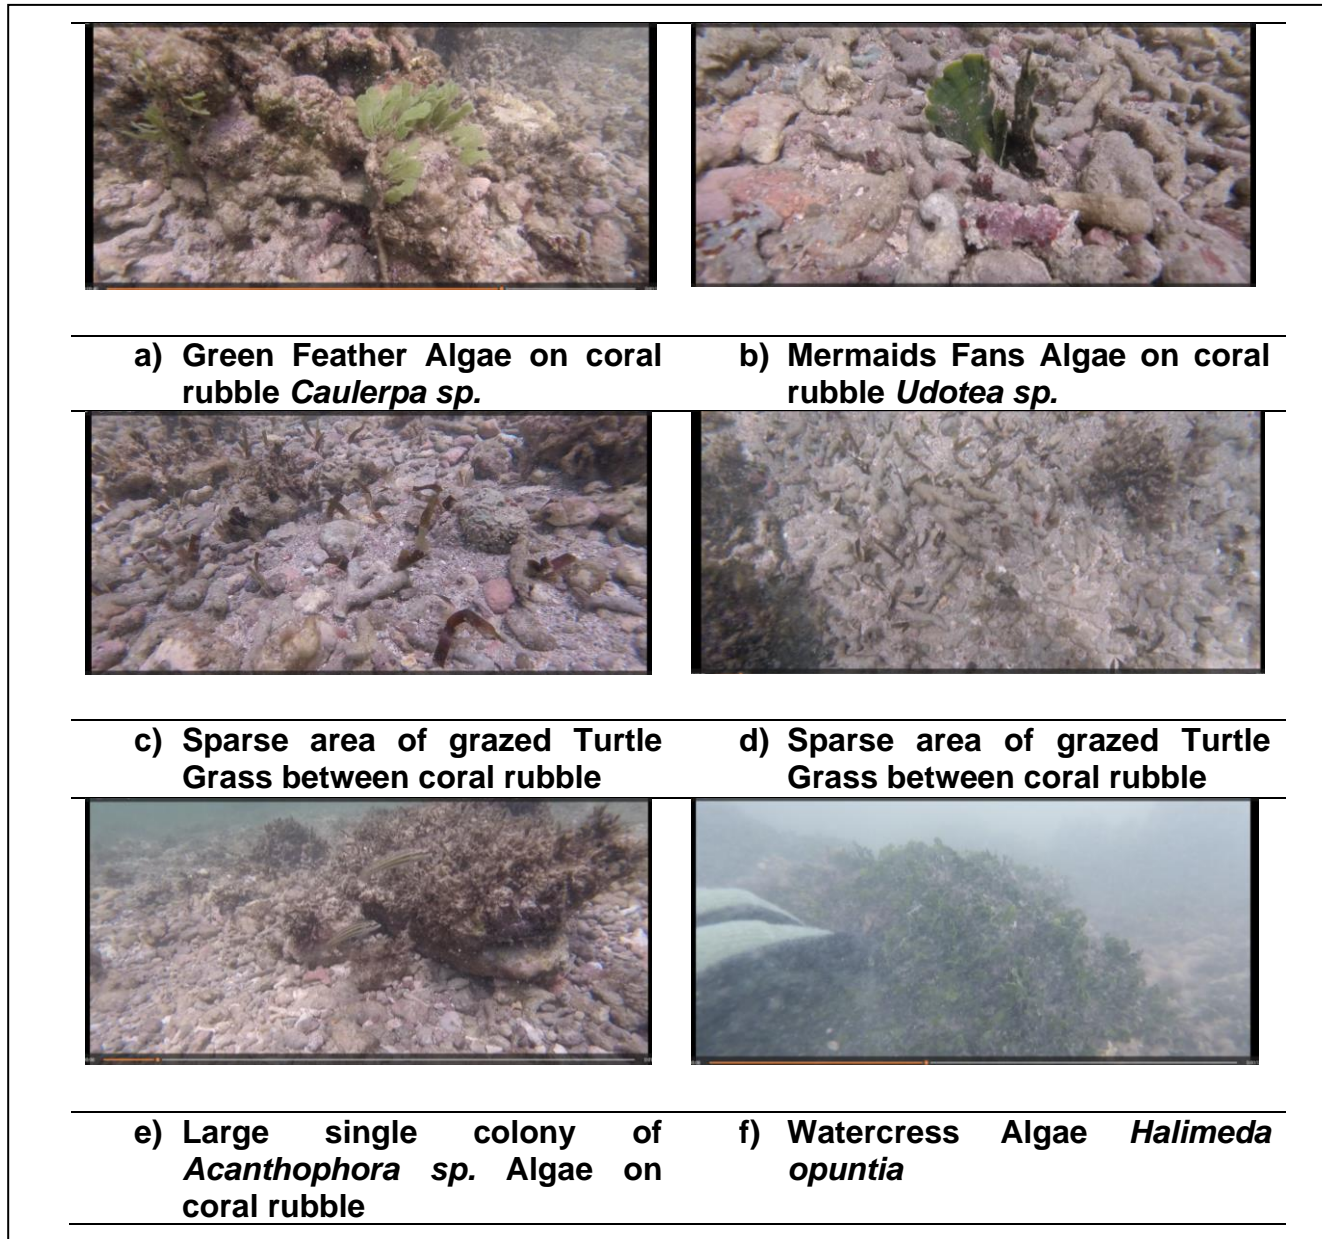 a) Green Feather Algae on coral
rubble Caulerpa sp.
b) Mermaids Fans Algae on coral
rubble Udotea sp.
c) Sparse area of grazed Turtle
Grass between coral rubble
d) Sparse area of grazed Turtle
Grass between coral rubble
e) Large single colony of
Acanthophora sp. Algae on
coral rubble
f) Watercress Algae Halimeda
opuntia